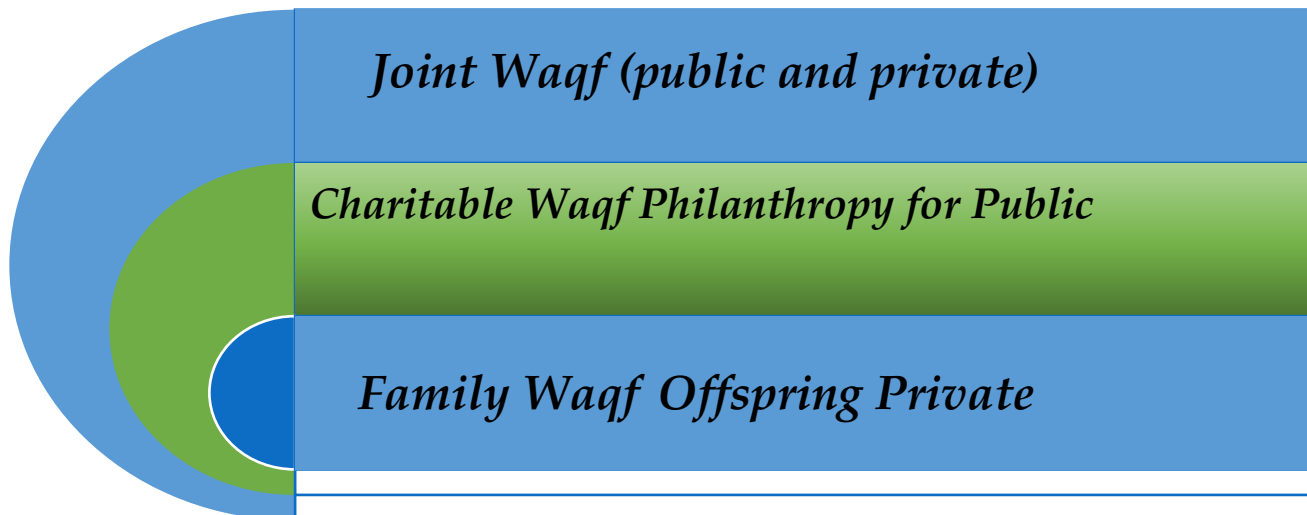 Joint Waqf (public and private)
Charitable Waqf Philanthropy for Public
Family Waqf Offspring Private